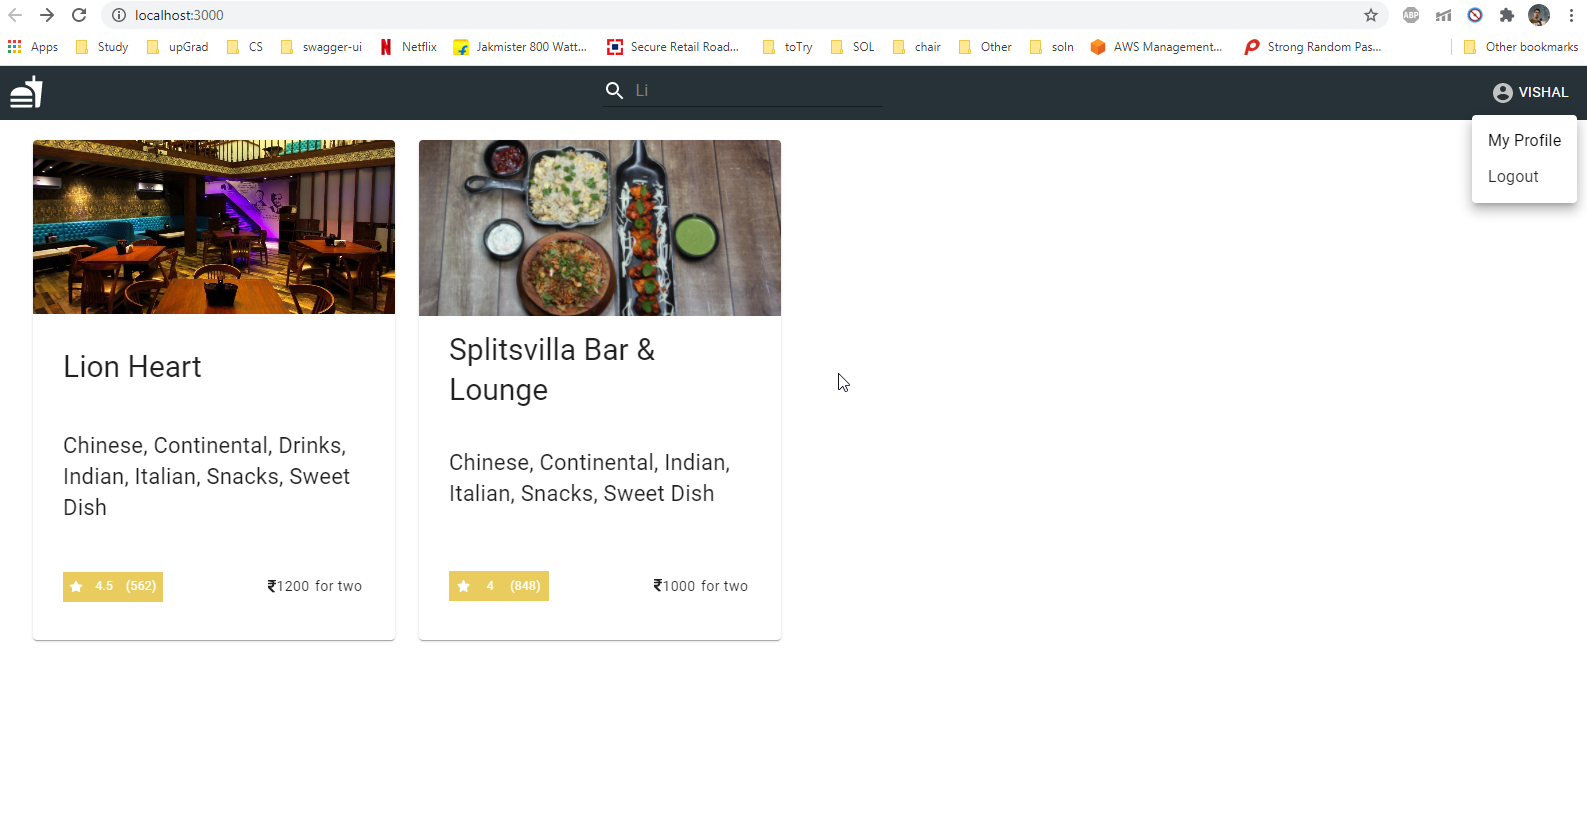 localhost:3000
ABP
Apps Study upGrad CS swagger-ui Netflix Jakmister 800 Watt... Secure Retail Road... toTry SOL chair Other soln AWS Management... Strong Random Pas... Other bookmarks
Li
VISHAL
My Profile
Logout
Lion Heart
Chinese, Continental, Drinks,
Indian, Italian, Snacks, Sweet
Dish
4.5 (562) ₹1200 for two
Splitsvilla Bar &
Lounge
Chinese, Continental, Indian,
Italian, Snacks, Sweet Dish
4 (848) ₹1000 for two